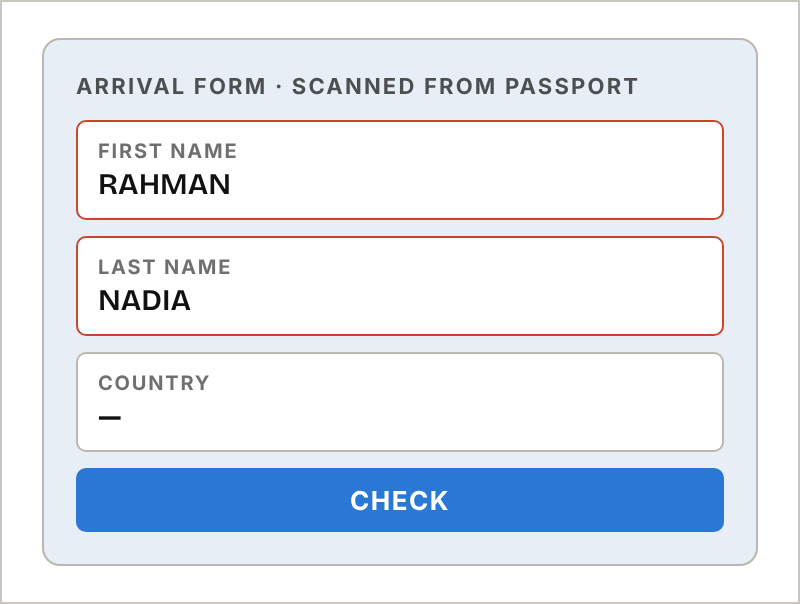 ARRIVAL FORM · SCANNED FROM PASSPORT
FIRST NAME
RAHMAN
LAST NAME
NADIA
COUNTRY
—
CHECK